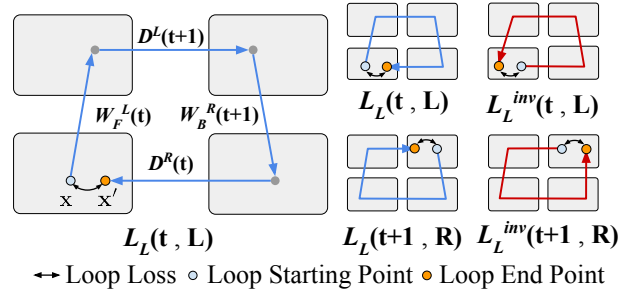 D^L(t+1)
W_F^L(t)
W_B^R(t+1)
D^R(t)
x
x′
L_L(t , L)
L_L(t , L)
L_L^inv(t , L)
L_L(t+1 , R)
L_L^inv(t+1 , R)
Loop Loss Loop Starting Point Loop End Point